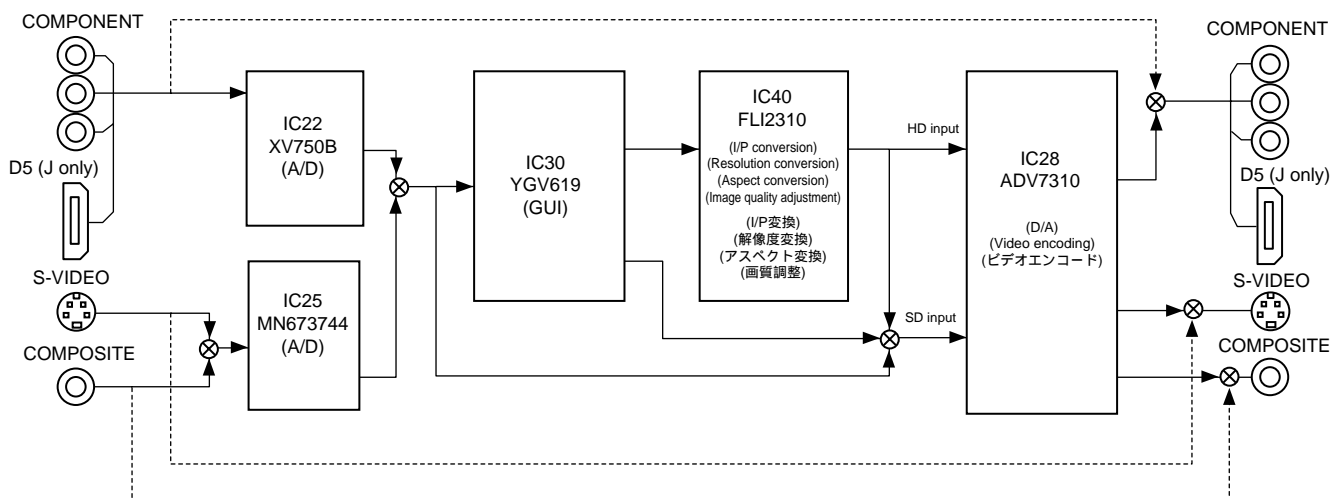 COMPONENT
D5 (J only)
S-VIDEO
COMPOSITE
IC22
XV750B
(A/D)
IC25
MN673744
(A/D)
IC30
YGV619
(GUI)
IC40
FLI2310
(I/P conversion)
(Resolution conversion)
(Aspect conversion)
(Image quality adjustment)
(I/P変換)
(解像度変換)
(アスペクト変換)
(画質調整)
HD input
SD input
IC28
ADV7310
(D/A)
(Video encoding)
(ビデオエンコード)
COMPONENT
D5 (J only)
S-VIDEO
COMPOSITE